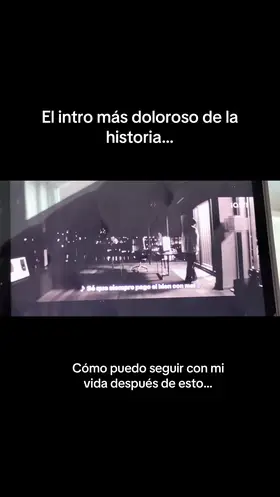 El intro más doloroso de la
historia...
♪ Sé que siempre pago el bien con mal
Cómo puedo seguir con mi
vida después de esto...